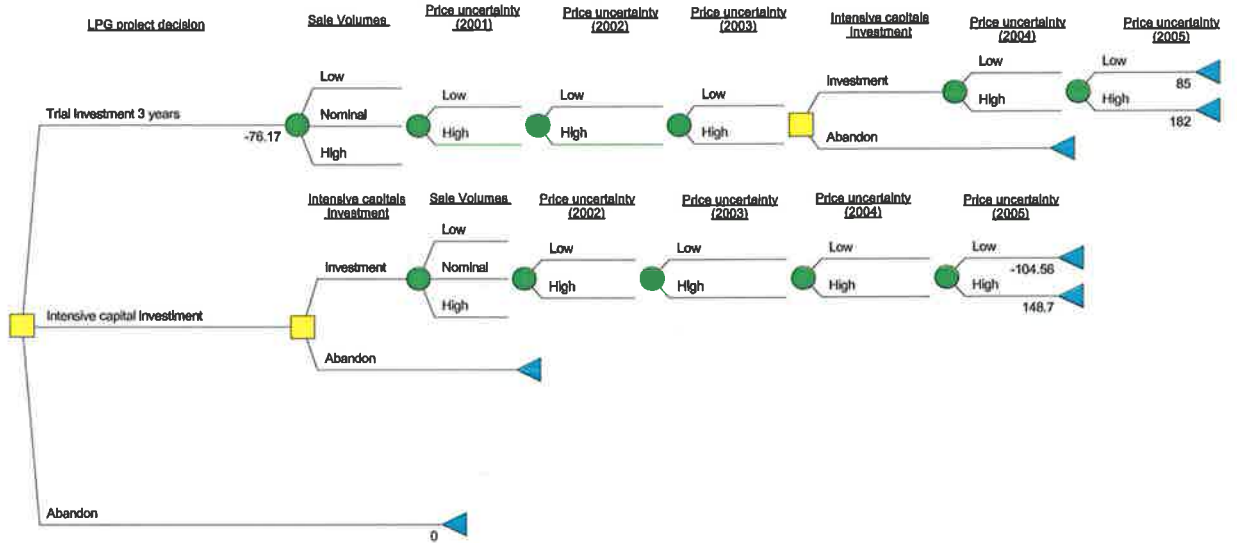 LPG project decision
Sale Volumes
Price uncertainty
(2001)
Price uncertainty
(2002)
Price uncertainty
(2003)
Intensive capitals
Investment
Price uncertainty
(2004)
Price uncertainty
(2005)
Trial Investment 3 years
-76.17
Low
Nominal
High
Low
High
Low
High
Low
High
Investment
Abandon
Low
High
Low
85
High
182
Intensive capitals
Investment
Sale Volumes
Price uncertainty
(2002)
Price uncertainty
(2003)
Price uncertainty
(2004)
Price uncertainty
(2005)
Intensive capital Investiment
Investment
Abandon
Low
Nominal
High
Low
High
Low
High
Low
High
Low
-104.56
High
148.7
Abandon
0